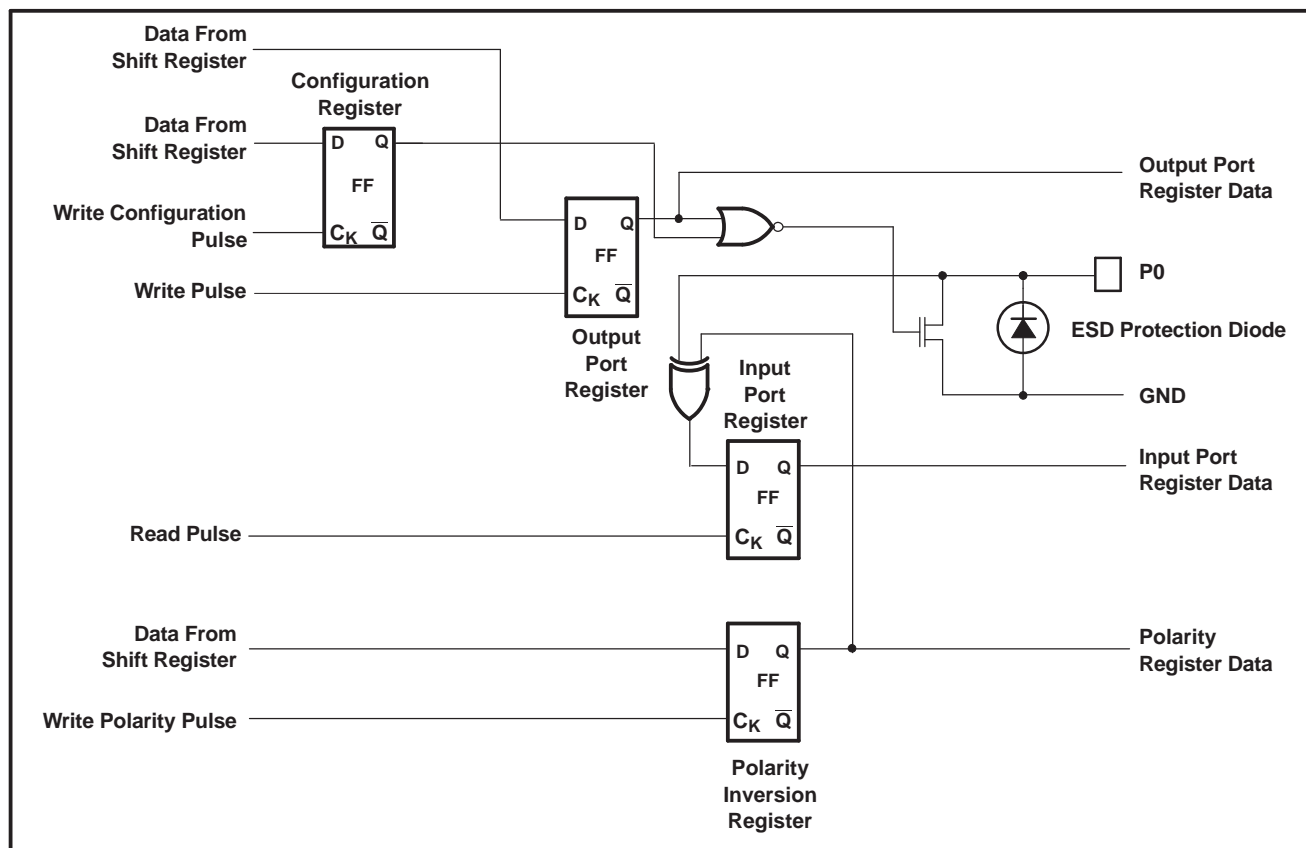 Data From
Shift Register
Configuration
Register
Data From
Shift Register
D Q
FF
CK Q̅
Write Configuration
Pulse
Write Pulse
D Q
FF
CK Q̅
Output
Port
Register
Output Port
Register Data
P0
ESD Protection Diode
GND
Input
Port
Register
D Q
FF
CK Q̅
Input Port
Register Data
Read Pulse
Data From
Shift Register
D Q
FF
CK Q̅
Polarity
Register Data
Write Polarity Pulse
Polarity
Inversion
Register